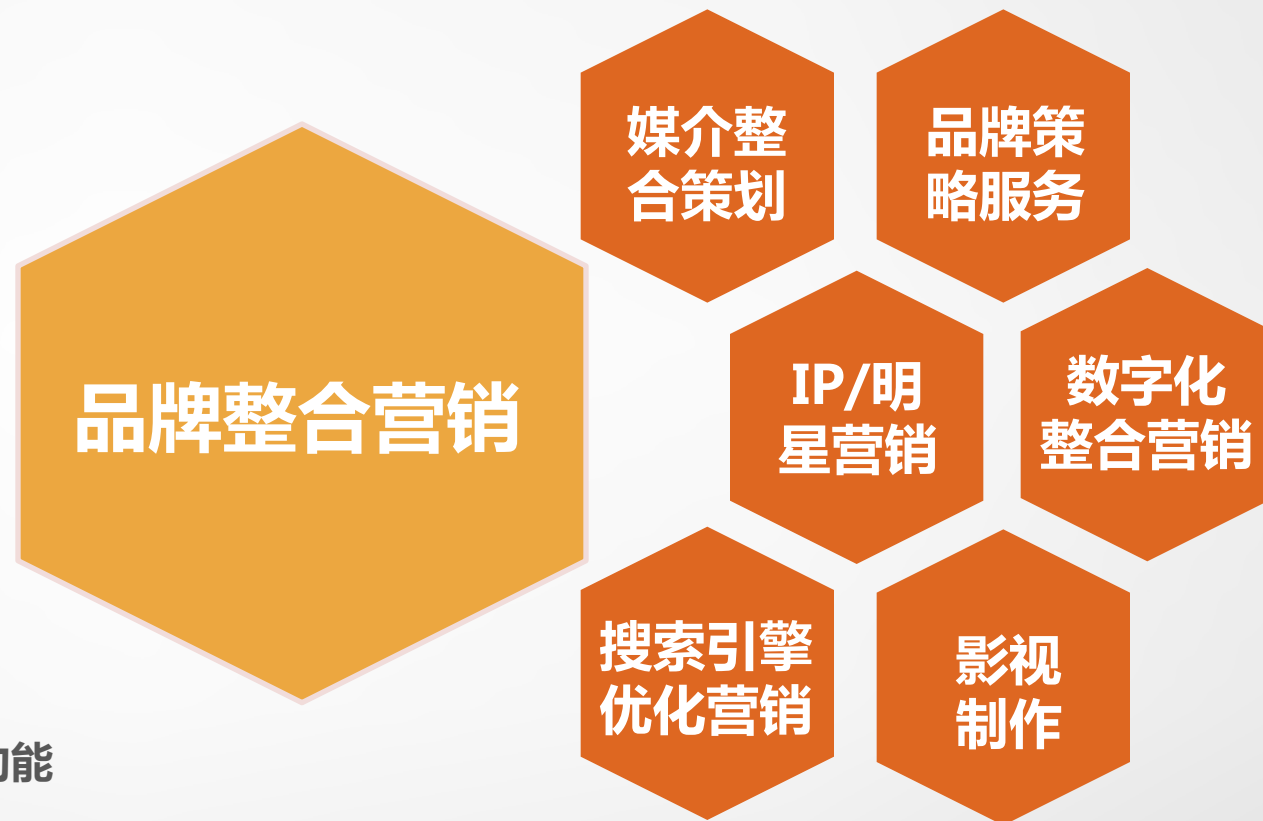 媒介整
合策划
品牌策
略服务
品牌整合营销
IP/明
星营销
数字化
整合营销
搜索引擎
优化营销
影视
制作
功能